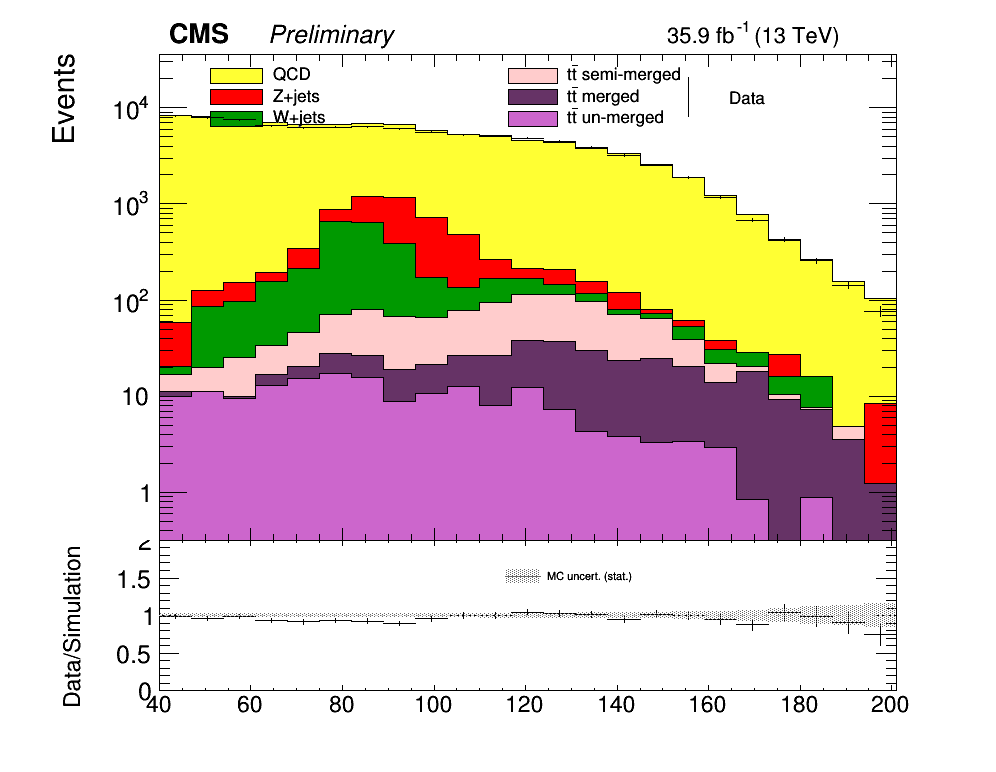 CMS Preliminary 35.9 fb-1 (13 TeV)
Events
QCD
Z+jets
W+jets
tt̄ semi-merged
tt̄ merged
tt̄ un-merged
Data
10^4
10^3
10^2
10
1
Data/Simulation
MC uncert. (stat.)
2
1.5
1
0.5
0
40 60 80 100 120 140 160 180 200